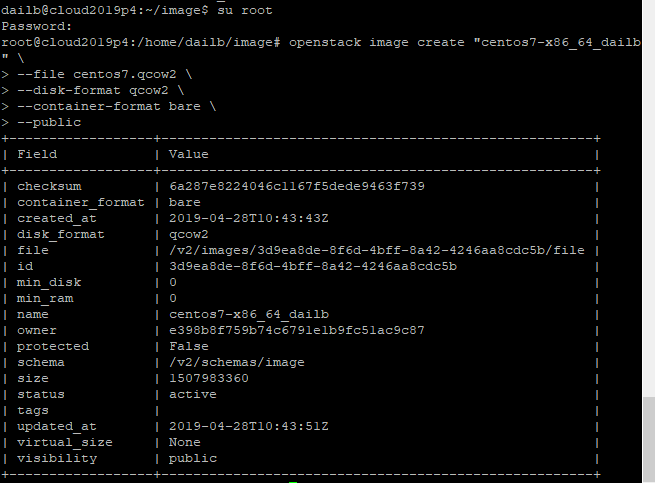 dailb@cloud2019p4:~/image$ su root
Password:
root@cloud2019p4:/home/dailb/image# openstack image create "centos7-x86_64_dailb
" \
> --file centos7.qcow2 \
> --disk-format qcow2 \
> --container-format bare \
> --public
+------------------+------------------------------------------------------+
| Field            | Value                                                |
+------------------+------------------------------------------------------+
| checksum         | 6a287e8224046c1167f5dede9463f739                     |
| container_format | bare                                                 |
| created_at       | 2019-04-28T10:43:43Z                                 |
| disk_format      | qcow2                                                |
| file             | /v2/images/3d9ea8de-8f6d-4bff-8a42-4246aa8cdc5b/file |
| id               | 3d9ea8de-8f6d-4bff-8a42-4246aa8cdc5b                 |
| min_disk         | 0                                                    |
| min_ram          | 0                                                    |
| name             | centos7-x86_64_dailb                                 |
| owner            | e398b8f759b74c6791e1b9fc51ac9c87                     |
| protected        | False                                                |
| schema           | /v2/schemas/image                                    |
| size             | 1507983360                                           |
| status           | active                                               |
| tags             |                                                      |
| updated_at       | 2019-04-28T10:43:51Z                                 |
| virtual_size     | None                                                 |
| visibility       | public                                               |
+------------------+------------------------------------------------------+